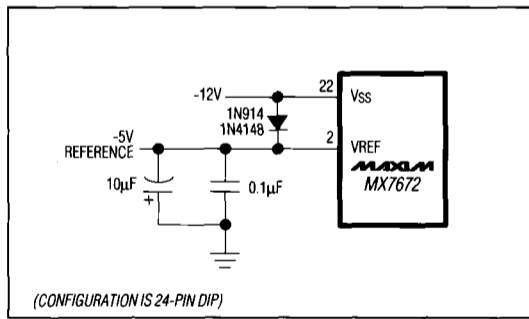 -12V
22
VSS
1N914
1N4148
-5V
REFERENCE
2
VREF
MAXIM
MX7672
10µF
+
0.1µF
(CONFIGURATION IS 24-PIN DIP)